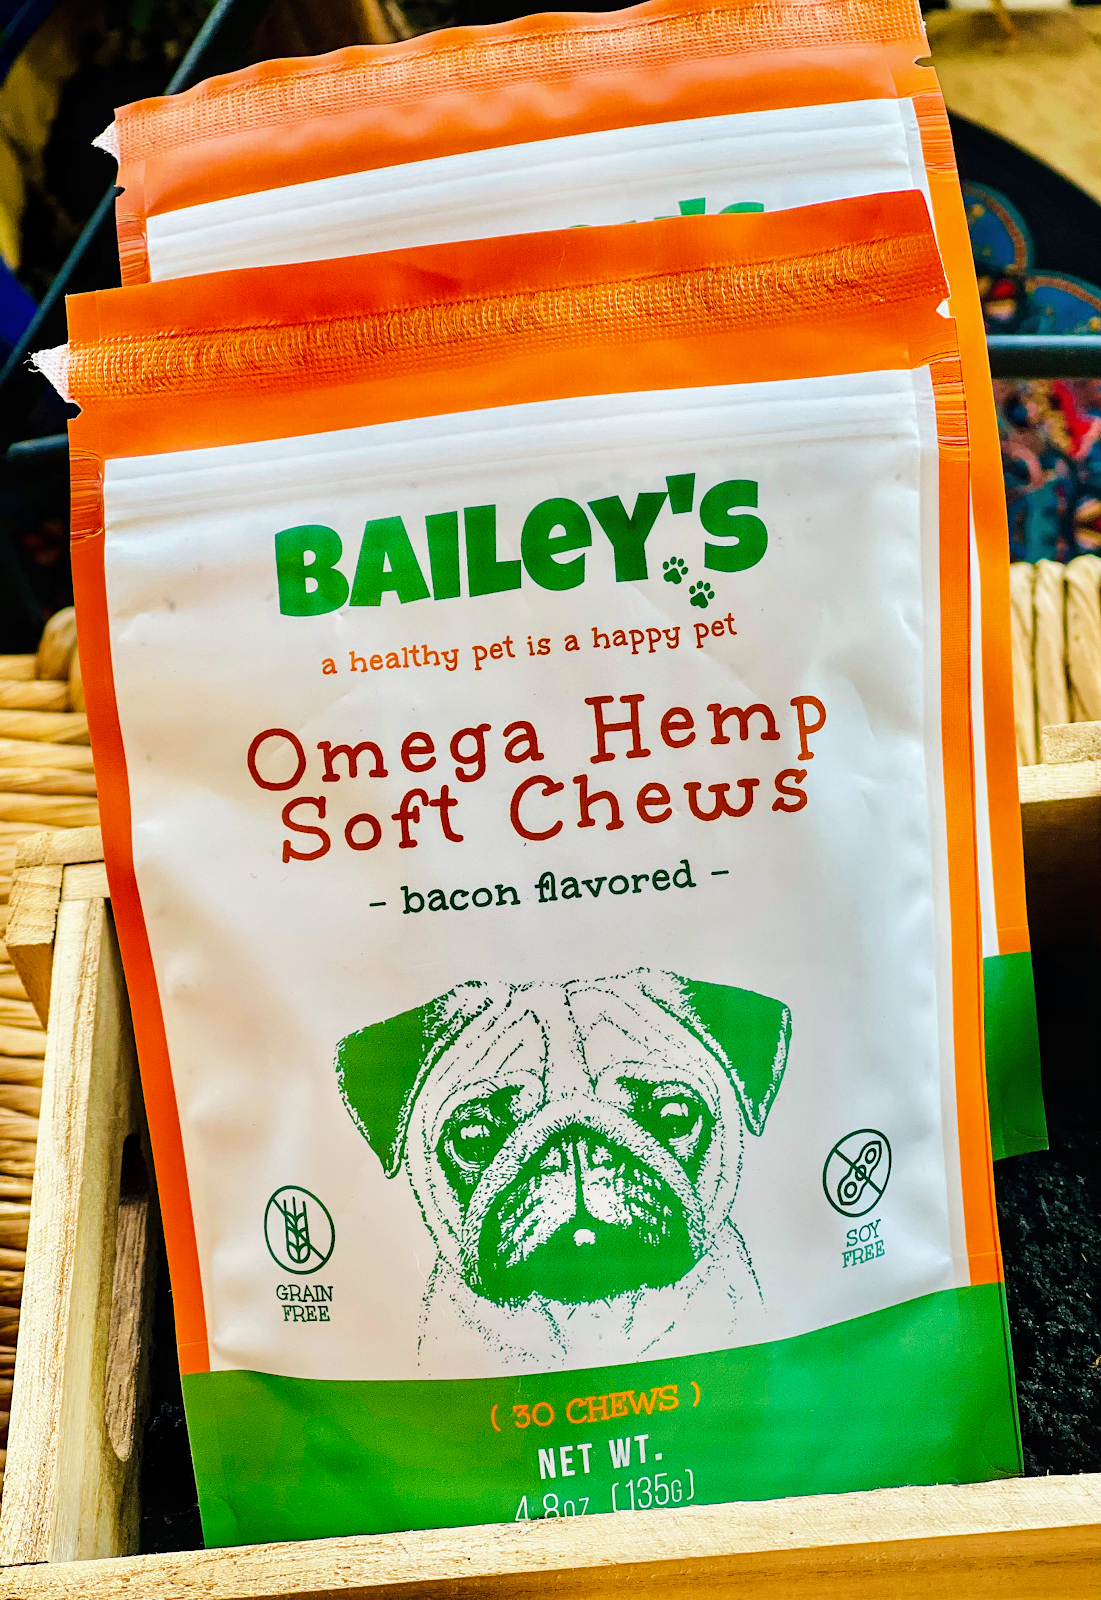 BAILeY'S
a healthy pet is a happy pet
Omega Hemp
Soft Chews
- bacon flavored -
GRAIN
FREE
SOY
FREE
( 30 CHEWS )
NET WT.
4.8oz (135g)